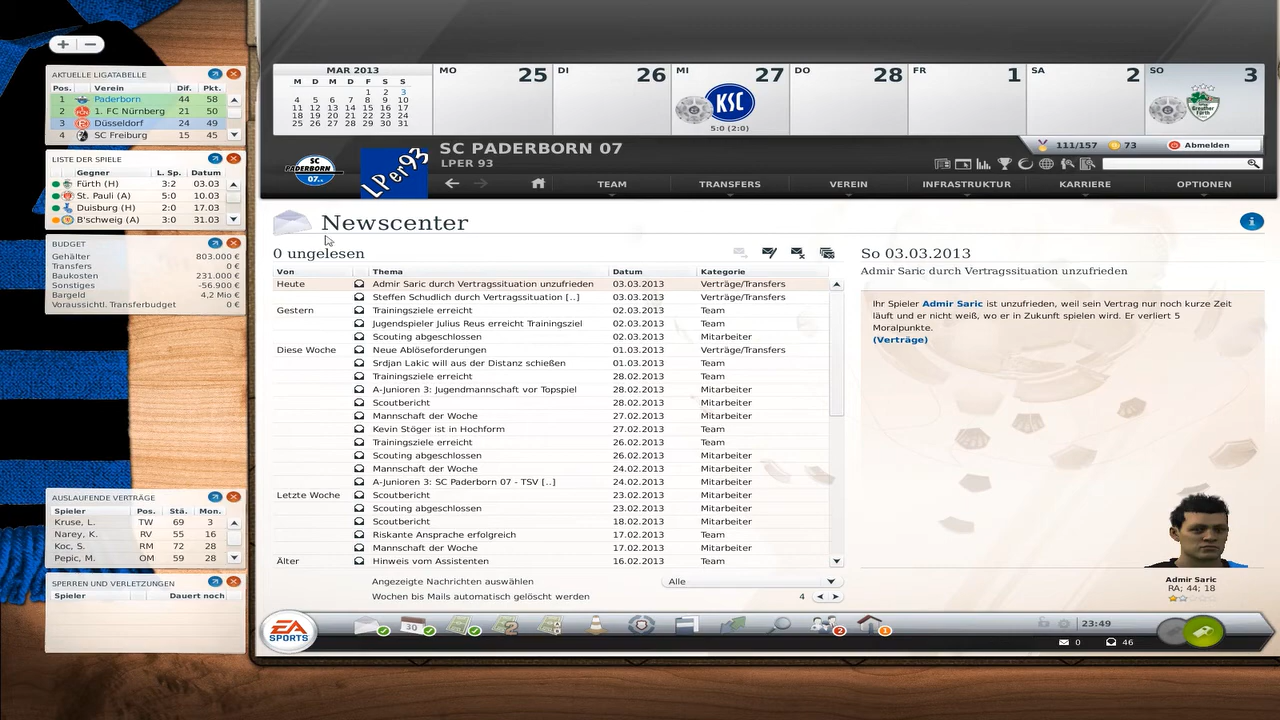 AKTUELLE LIGATABELLE
Pos. Verein Dif. Pkt.
1 Paderborn 44 58
2 1. FC Nürnberg 21 50
3 Düsseldorf 24 49
4 SC Freiburg 15 45
LISTE DER SPIELE
Gegner L. Sp. Datum
Fürth (H) 3:2 03.03
St. Pauli (A) 5:0 10.03
Duisburg (H) 2:0 17.03
B'schweig (A) 3:0 31.03
BUDGET
Gehälter 803.000 €
Transfers 0 €
Baukosten 231.000 €
Sonstiges -56.900 €
Bargeld 4,2 Mio €
Voraussichtl. Transferbudget 0 €
AUSLAUFENDE VERTRÄGE
Spieler Pos. Stä. Mon.
Kruse, L. TW 69 3
Narey, K. RV 55 16
Koc, S. RM 72 28
Pepic, M. OM 59 28
SPERREN UND VERLETZUNGEN
Spieler Dauert noch
MAR 2013
M D M D F S S
1 2 3
4 5 6 7 8 9 10
11 12 13 14 15 16 17
18 19 20 21 22 23 24
25 26 27 28 29 30 31
MO 25 DI 26 MI 27 DO 28 FR 1 SA 2 SO 3
KSC
5:0 (2:0)
Greuther
Fürth
SC
PADERBORN
07
LPer93
SC PADERBORN 07
LPER 93
111/157 73 Abmelden
TEAM TRANSFERS VEREIN INFRASTRUKTUR KARRIERE OPTIONEN
Newscenter
0 ungelesen
Von Thema Datum Kategorie
Heute Admir Saric durch Vertragssituation unzufrieden 03.03.2013 Verträge/Transfers
Steffen Schudlich durch Vertragssituation [..] 03.03.2013 Verträge/Transfers
Gestern Trainingsziele erreicht 02.03.2013 Team
Jugendspieler Julius Reus erreicht Trainingsziel 02.03.2013 Team
Scouting abgeschlossen 02.03.2013 Mitarbeiter
Diese Woche Neue Ablöseforderungen 01.03.2013 Verträge/Transfers
Srdjan Lakic will aus der Distanz schießen 01.03.2013 Team
Trainingsziele erreicht 28.02.2013 Team
A-Junioren 3: Jugendmannschaft vor Topspiel 28.02.2013 Mitarbeiter
Scoutbericht 28.02.2013 Mitarbeiter
Mannschaft der Woche 27.02.2013 Mitarbeiter
Kevin Stöger ist in Hochform 27.02.2013 Team
Trainingsziele erreicht 26.02.2013 Team
Scouting abgeschlossen 26.02.2013 Mitarbeiter
Mannschaft der Woche 24.02.2013 Mitarbeiter
A-Junioren 3: SC Paderborn 07 - TSV [..] 24.02.2013 Mitarbeiter
Letzte Woche Scoutbericht 23.02.2013 Mitarbeiter
Scouting abgeschlossen 23.02.2013 Mitarbeiter
Scoutbericht 18.02.2013 Mitarbeiter
Riskante Ansprache erfolgreich 17.02.2013 Team
Mannschaft der Woche 17.02.2013 Mitarbeiter
Älter Hinweis vom Assistenten 16.02.2013 Team
Angezeigte Nachrichten auswählen Alle
Wochen bis Mails automatisch gelöscht werden 4
So 03.03.2013
Admir Saric durch Vertragssituation unzufrieden
Ihr Spieler Admir Saric ist unzufrieden, weil sein Vertrag nur noch kurze Zeit
läuft und er nicht weiß, wo er in Zukunft spielen wird. Er verliert 5
Moralpunkte.
(Verträge)
Admir Saric
RA; 44; 18
EA
SPORTS
30
2
2
1
23:49
0 46